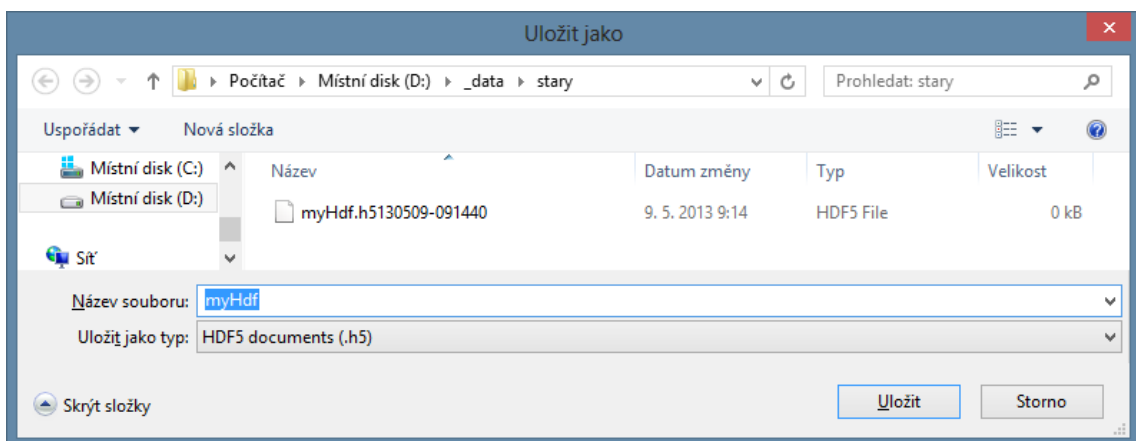 Uložit jako
Počítač Místní disk (D:) _data stary Prohledat: stary
Uspořádat Nová složka
Místní disk (C:) Název Datum změny Typ Velikost
Místní disk (D:) myHdf.h5130509-091440 9. 5. 2013 9:14 HDF5 File 0 kB
Síť
Název souboru: myHdf
Uložit jako typ: HDF5 documents (.h5)
Skrýt složky Uložit Storno